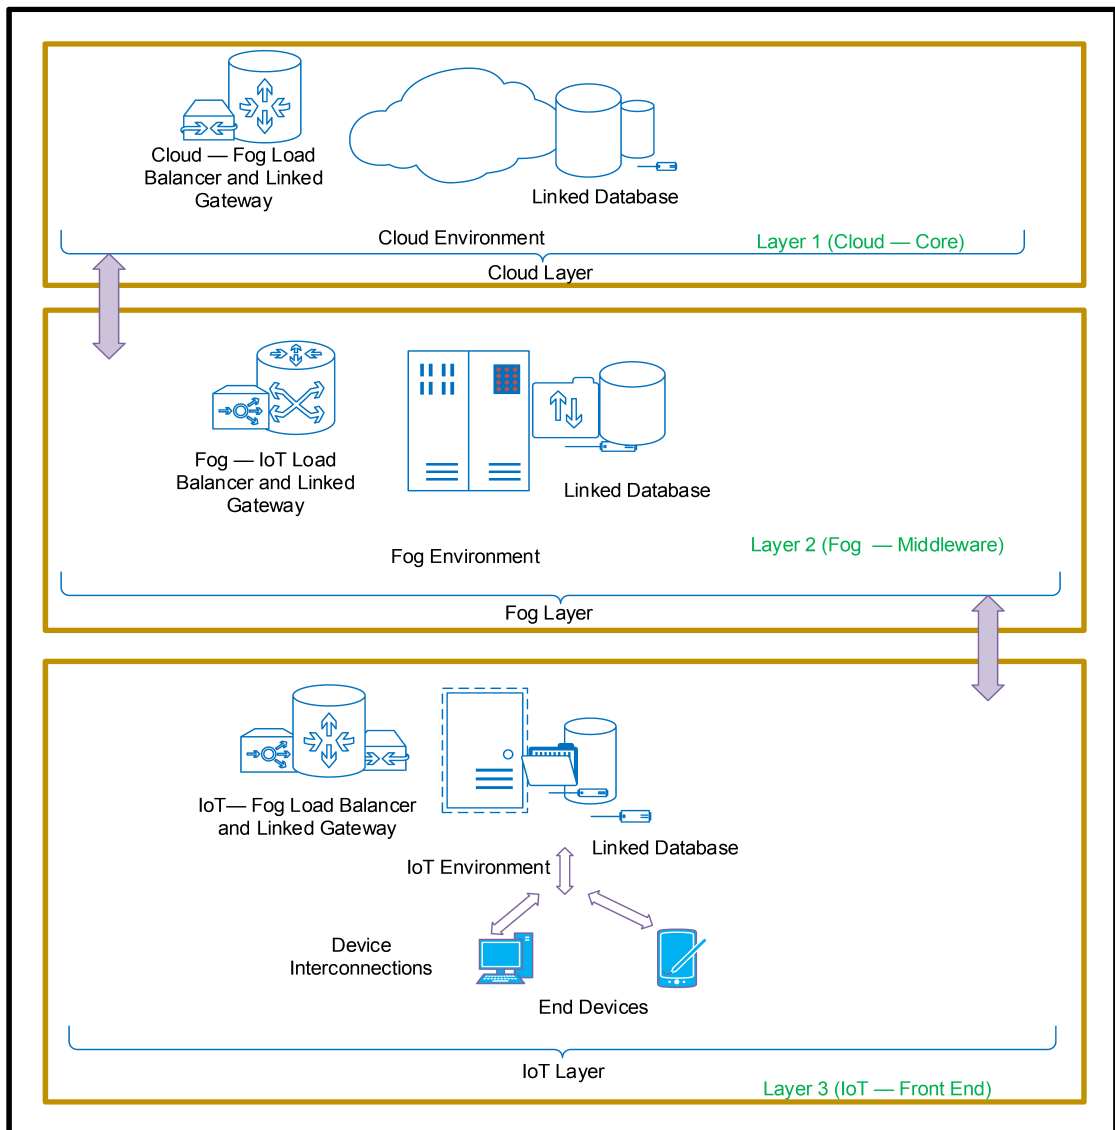 Cloud — Fog Load
Balancer and Linked
Gateway
Linked Database
Cloud Environment
Layer 1 (Cloud — Core)
Cloud Layer
Fog — IoT Load
Balancer and Linked
Gateway
Linked Database
Fog Environment
Layer 2 (Fog — Middleware)
Fog Layer
IoT— Fog Load Balancer
and Linked Gateway
Linked Database
IoT Environment
Device
Interconnections
End Devices
IoT Layer
Layer 3 (IoT — Front End)